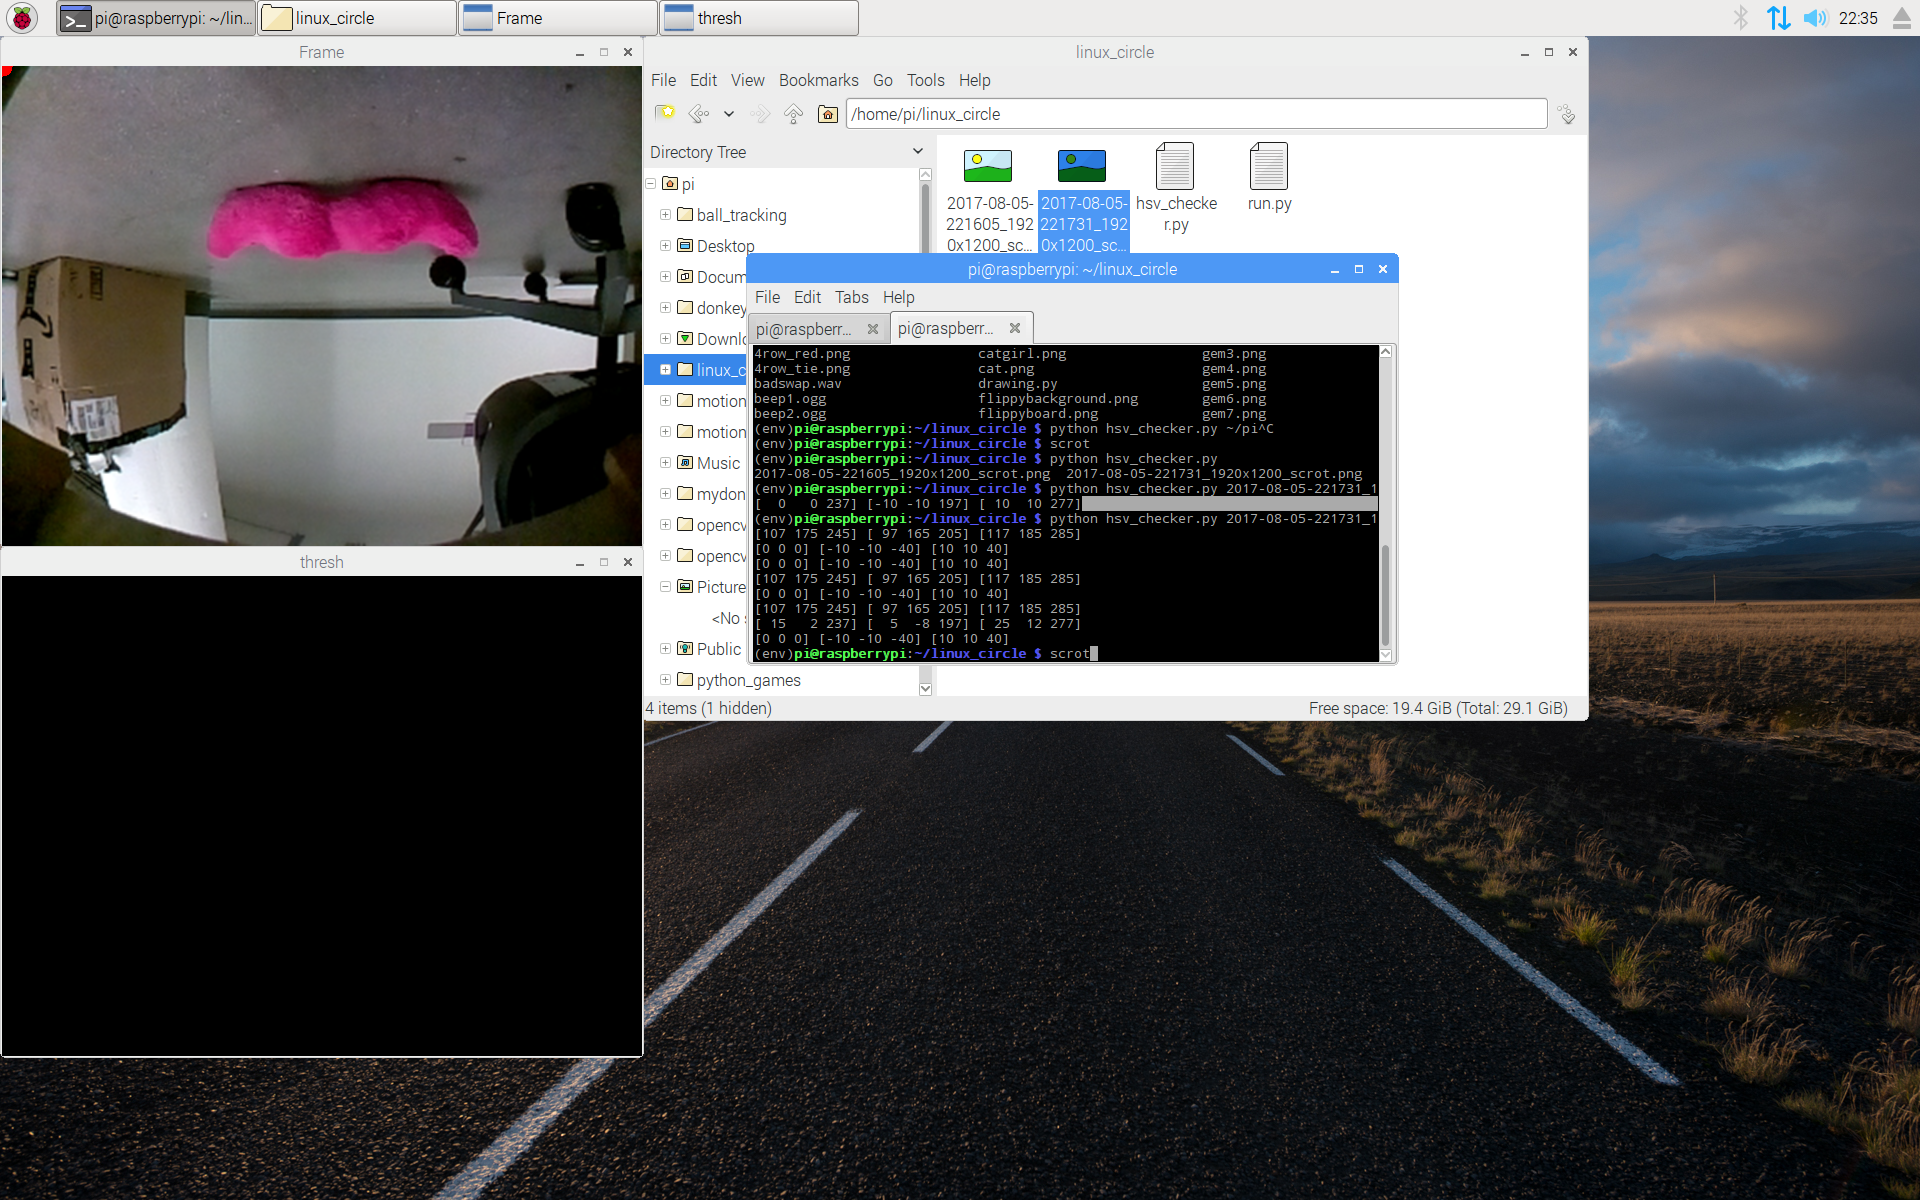 pi@raspberrypi: ~/lin...
linux_circle
Frame
thresh
22:35
Frame
linux_circle
File Edit View Bookmarks Go Tools Help
/home/pi/linux_circle
Directory Tree
pi
ball_tracking
Desktop
Docum
donkey
Downlo
linux_c
motion
motion
Music
mydon
opencv
opencv
Picture
<No s
Public
python_games
2017-08-05-
221605_192
0x1200_sc...
2017-08-05-
221731_192
0x1200_sc...
hsv_checke
r.py
run.py
pi@raspberrypi: ~/linux_circle
File Edit Tabs Help
pi@raspberr...
pi@raspberr...
4row_red.png catgirl.png gem3.png
4row_tie.png cat.png gem4.png
badswap.wav drawing.py gem5.png
beep1.ogg flippybackground.png gem6.png
beep2.ogg flippyboard.png gem7.png
(env)pi@raspberrypi:~/linux_circle $ python hsv_checker.py ~/pi^C
(env)pi@raspberrypi:~/linux_circle $ scrot
(env)pi@raspberrypi:~/linux_circle $ python hsv_checker.py
2017-08-05-221605_1920x1200_scrot.png 2017-08-05-221731_1920x1200_scrot.png
(env)pi@raspberrypi:~/linux_circle $ python hsv_checker.py 2017-08-05-221731_1
[ 0 0 237] [-10 -10 197] [ 10 10 277]
(env)pi@raspberrypi:~/linux_circle $ python hsv_checker.py 2017-08-05-221731_1
[107 175 245] [ 97 165 205] [117 185 285]
[0 0 0] [-10 -10 -40] [10 10 40]
[0 0 0] [-10 -10 -40] [10 10 40]
[107 175 245] [ 97 165 205] [117 185 285]
[0 0 0] [-10 -10 -40] [10 10 40]
[107 175 245] [ 97 165 205] [117 185 285]
[ 15 2 237] [ 5 -8 197] [ 25 12 277]
[0 0 0] [-10 -10 -40] [10 10 40]
(env)pi@raspberrypi:~/linux_circle $ scrot
4 items (1 hidden)
Free space: 19.4 GiB (Total: 29.1 GiB)
thresh